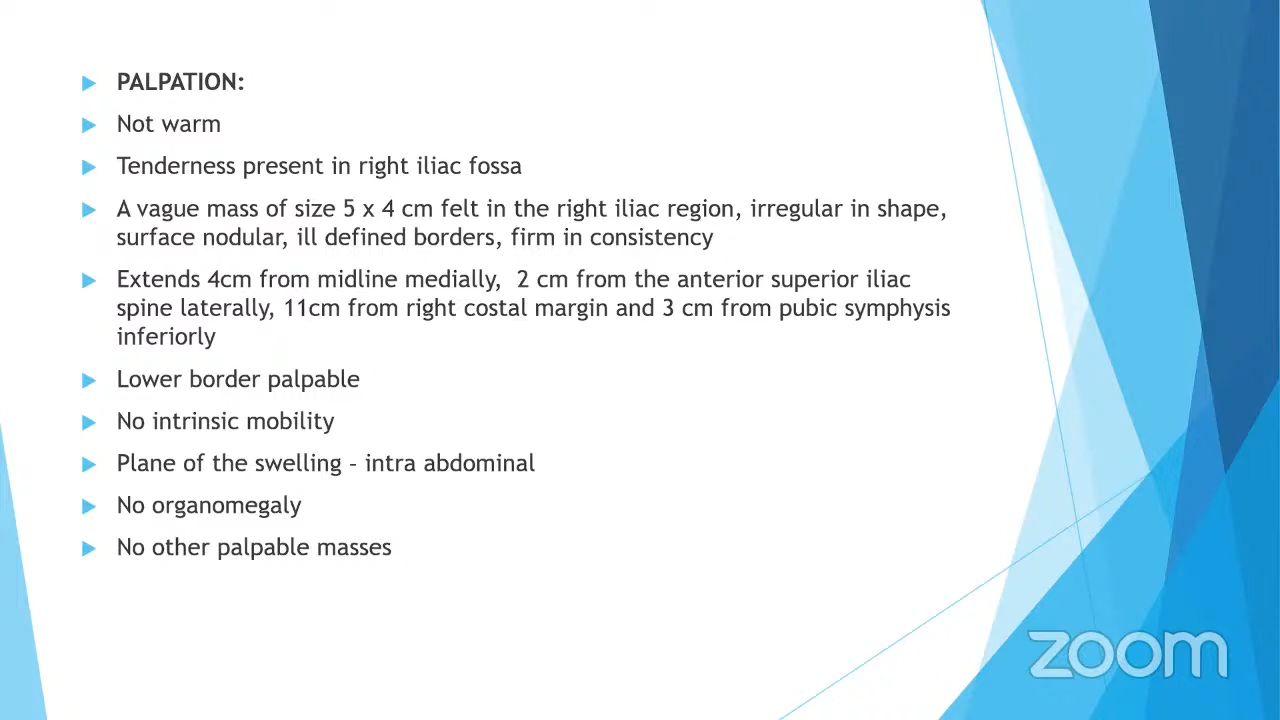 PALPATION:
Not warm
Tenderness present in right iliac fossa
A vague mass of size 5 x 4 cm felt in the right iliac region, irregular in shape,
surface nodular, ill defined borders, firm in consistency
Extends 4cm from midline medially,  2 cm from the anterior superior iliac
spine laterally, 11cm from right costal margin and 3 cm from pubic symphysis
inferiorly
Lower border palpable
No intrinsic mobility
Plane of the swelling – intra abdominal
No organomegaly
No other palpable masses
zoom